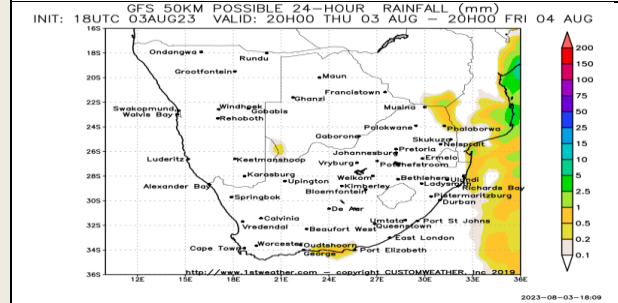 GFS 50KM POSSIBLE 24-HOUR RAINFALL (mm)
INIT: 18UTC 03AUG23 VALID: 20H00 THU 03 AUG - 20H00 FRI 04 AUG
16S
18S
20S
22S
24S
26S
28S
30S
32S
34S
36S
Ondangwa
Rundu
Grootfontein
Maun
Francistown
Ghanzi
Musina
Windhoek
Gobabis
Swakopmund
Walvis Bay
Rehoboth
Polokwane
Phalaborwa
Gaborone
Skukuza
Nelspruit
Pretoria
Johannesburg
Ermelo
Luderitz
Keetmanshoop
Vryburg
Potchefstroom
Karasburg
Upington
Welkom
Bethlehem
Ulundi
Kimberley
Ladysmith
Alexander Bay
Bloemfontein
Richards Bay
Springbok
Pietermaritzburg
Durban
De Aar
Calvinia
Umtata
Port St Johns
Vredendal
Beaufort West
Queenstown
East London
Cape Town
Worcester
Oudtshoorn
George
Port Elizabeth
http://www.1stweather.com - copyright CUSTOMWEATHER, Inc 2019
12E 15E 18E 21E 24E 27E 30E 33E 36E
200
150
100
75
50
25
15
10
5
2.5
1
0.5
0.2
0.1
2023-08-03-18:09